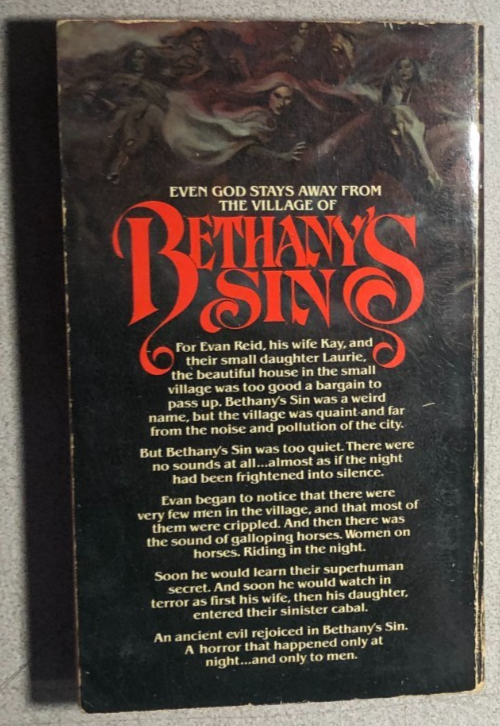 EVEN GOD STAYS AWAY FROM
THE VILLAGE OF
BETHANY'S
SIN
For Evan Reid, his wife Kay, and
their small daughter Laurie,
the beautiful house in the small
village was too good a bargain to
pass up. Bethany's Sin was a weird
name, but the village was quaint and far
from the noise and pollution of the city.
But Bethany's Sin was too quiet. There were
no sounds at all...almost as if the night
had been frightened into silence.
Evan began to notice that there were
very few men in the village, and that most of
them were crippled. And then there was
the sound of galloping horses. Women on
horses. Riding in the night.
Soon he would learn their superhuman
secret. And soon he would watch in
terror as first his wife, then his daughter,
entered their sinister cabal.
An ancient evil rejoiced in Bethany's Sin.
A horror that happened only at
night...and only to men.